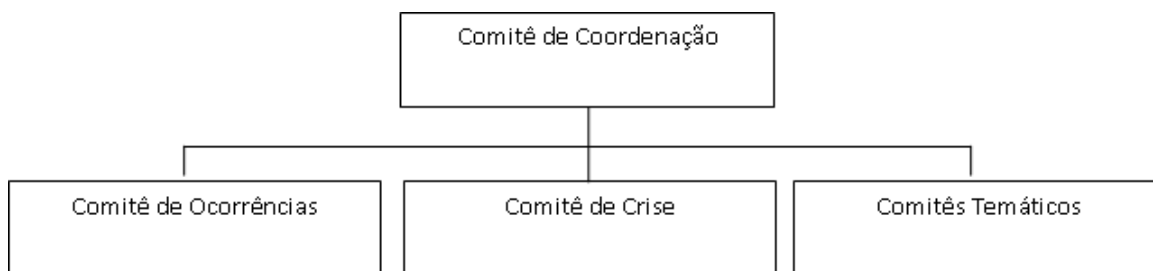 Comitê de Coordenação
Comitê de Ocorrências
Comitê de Crise
Comitês Temáticos